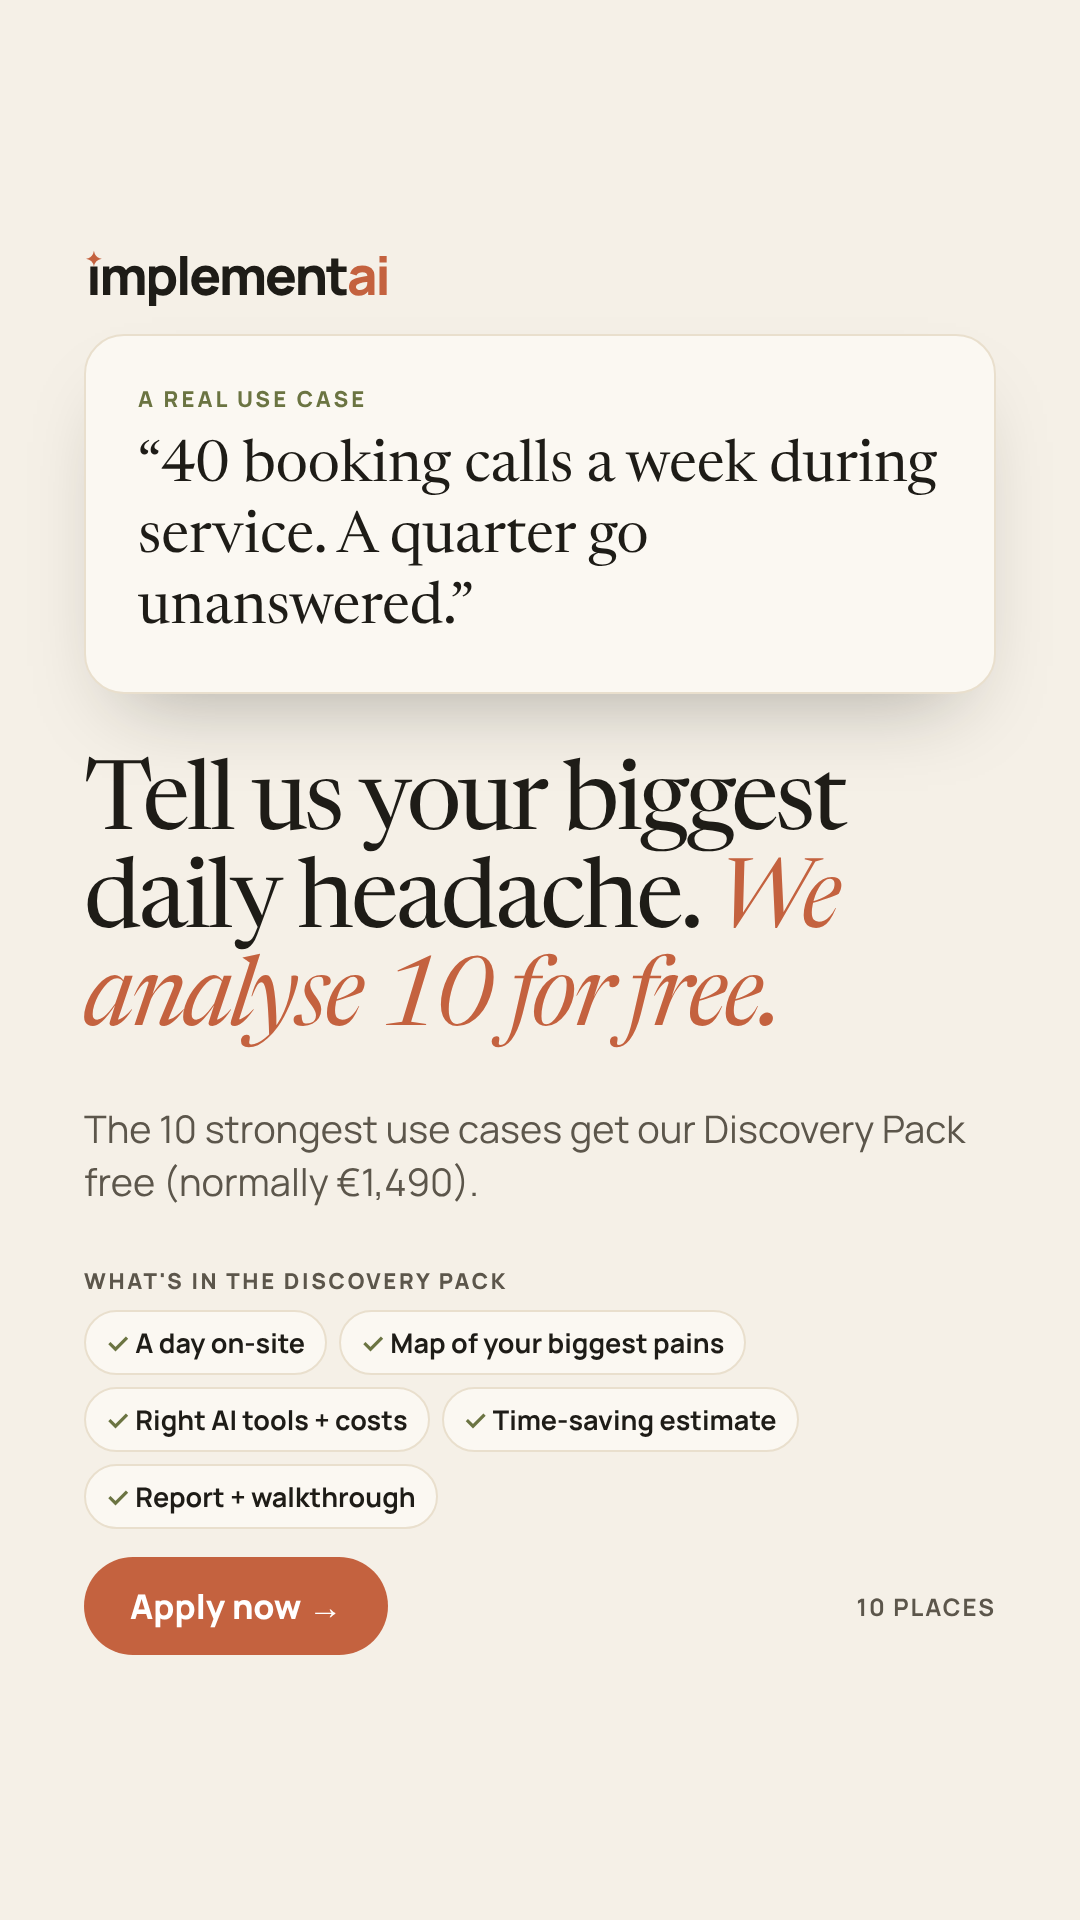 implementai
A REAL USE CASE
“40 booking calls a week during
service. A quarter go
unanswered.”
Tell us your biggest
daily headache. We
analyse 10 for free.
The 10 strongest use cases get our Discovery Pack
free (normally €1,490).
WHAT'S IN THE DISCOVERY PACK
✓ A day on-site ✓ Map of your biggest pains
✓ Right AI tools + costs ✓ Time-saving estimate
✓ Report + walkthrough
Apply now → 10 PLACES